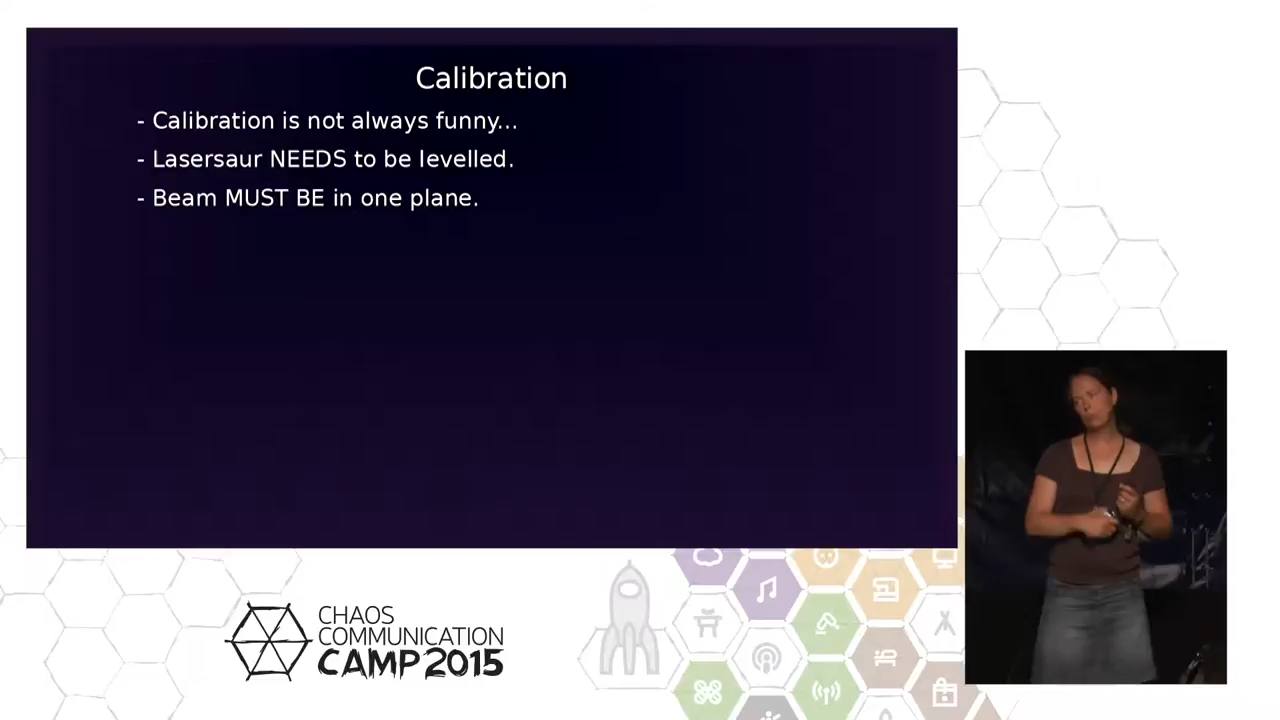 Calibration
- Calibration is not always funny...
- Lasersaur NEEDS to be levelled.
- Beam MUST BE in one plane.
CHAOS
COMMUNICATION
CAMP 2015